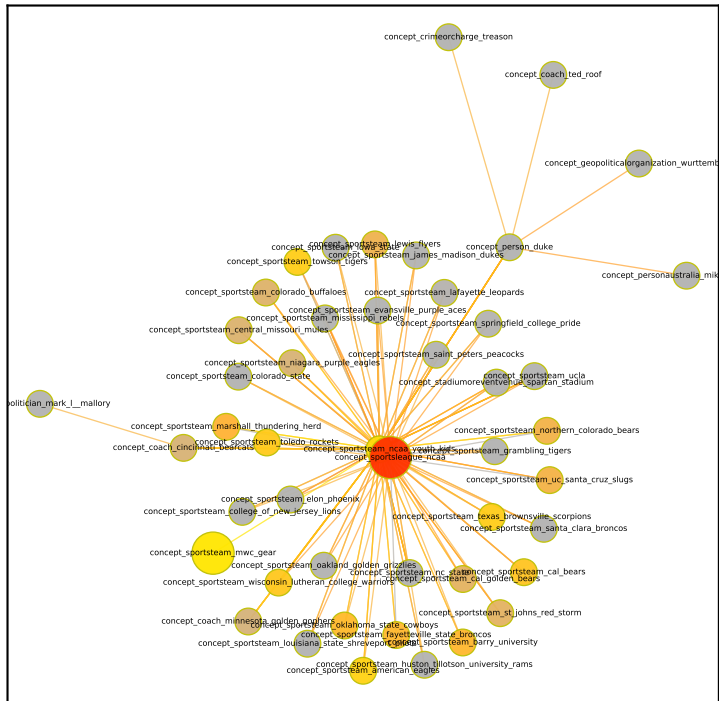 concept_crimeorcharge_treason
concept_coach_ted_roof
concept_geopoliticalorganization_wurttemb
concept_person_duke
concept_personaustralia_mik
concept_sportsteam_lewis_flyers
concept_sportsteam_iowa_state
concept_sportsteam_james_madison_dukes
concept_sportsteam_towson_tigers
concept_sportsteam_colorado_buffaloes
concept_sportsteam_lafayette_leopards
concept_sportsteam_evansville_purple_aces
concept_sportsteam_mississippi_rebels
concept_sportsteam_springfield_college_pride
concept_sportsteam_central_missouri_mules
concept_sportsteam_saint_peters_peacocks
concept_sportsteam_niagara_purple_eagles
concept_sportsteam_colorado_state
concept_sportsteam_ucla
concept_stadiumoreventvenue_spartan_stadium
politician_mark_l__mallory
concept_sportsteam_marshall_thundering_herd
concept_sportsteam_northern_colorado_bears
concept_sportsteam_toledo_rockets
concept_coach_cincinnati_bearcats
concept_sportsteam_ncaa_youth_kids
concept_sportsteam_grambling_tigers
concept_sportsleague_ncaa
concept_sportsteam_uc_santa_cruz_slugs
concept_sportsteam_elon_phoenix
concept_sportsteam_college_of_new_jersey_lions
concept_sportsteam_texas_brownsville_scorpions
concept_sportsteam_santa_clara_broncos
concept_sportsteam_mwc_gear
concept_sportsteam_oakland_golden_grizzlies
concept_sportsteam_nc_state
concept_sportsteam_cal_bears
concept_sportsteam_cal_golden_bears
concept_sportsteam_wisconsin_lutheran_college_warriors
concept_sportsteam_st_johns_red_storm
concept_coach_minnesota_golden_gophers
concept_sportsteam_oklahoma_state_cowboys
concept_sportsteam_fayetteville_state_broncos
concept_sportsteam_barry_university
concept_sportsteam_louisiana_state_shreveport_pilots
concept_sportsteam_huston_tillotson_university_rams
concept_sportsteam_american_eagles